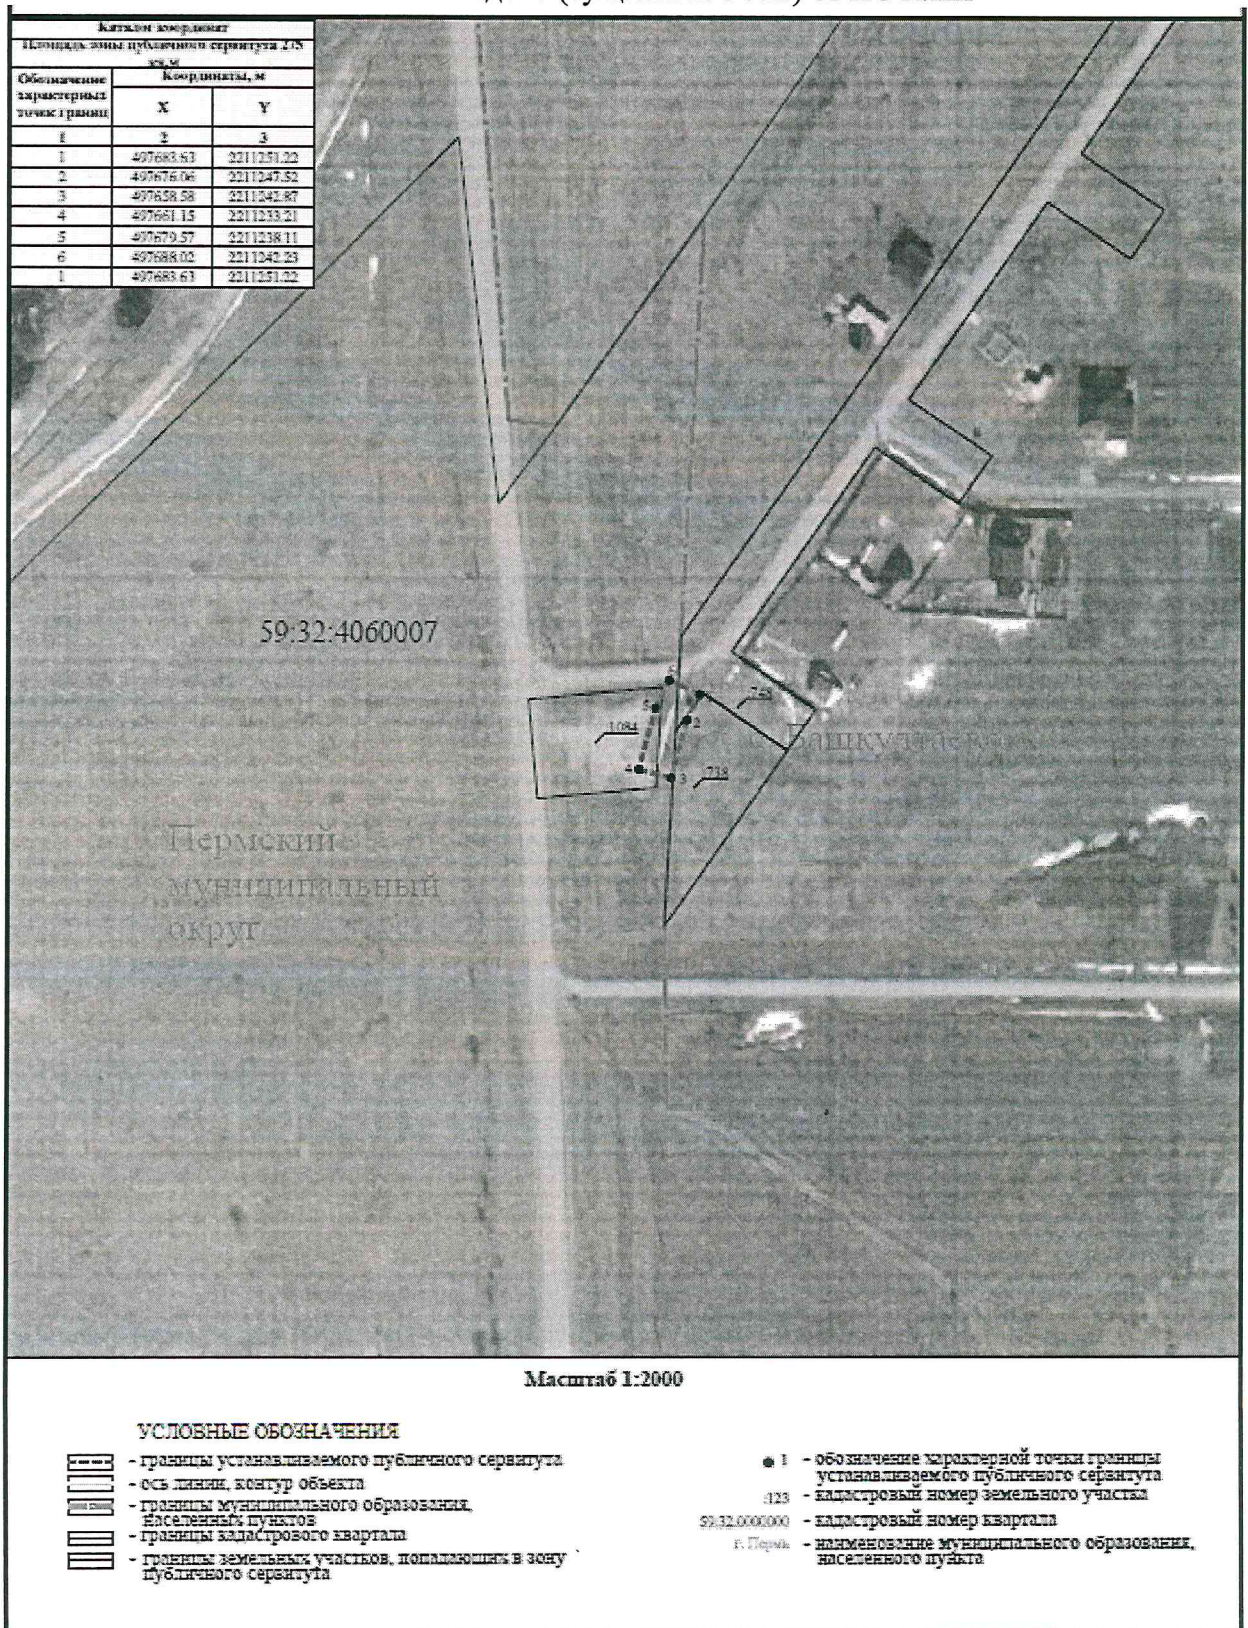 Каталог координат
Площадь зоны публичного сервитута 275
кв.м
Обозначение характерных точек границ
Координаты, м
X Y
1 2 3
1 497683.63 2211251.22
2 497676.06 2211247.52
3 497658.58 2211242.87
4 497661.15 2211233.21
5 497679.57 2211238.11
6 497688.02 2211242.23
1 497683.63 2211251.22
59:32:4060007
6
5
:1084
2
4
3
:738
Пермский
муниципальный
округ
Масштаб 1:2000
УСЛОВНЫЕ ОБОЗНАЧЕНИЯ
- границы устанавливаемого публичного сервитута
- ось линии, контур объекта
- границы муниципального образования,
населенных пунктов
- границы кадастрового квартала
- границы земельных участков, попадающих в зону
публичного сервитута
1 - обозначение характерной точки границы
устанавливаемого публичного сервитута
:123 - кадастровый номер земельного участка
59:32:0000000 - кадастровый номер квартала
г. Пермь - наименование муниципального образования,
населенного пункта